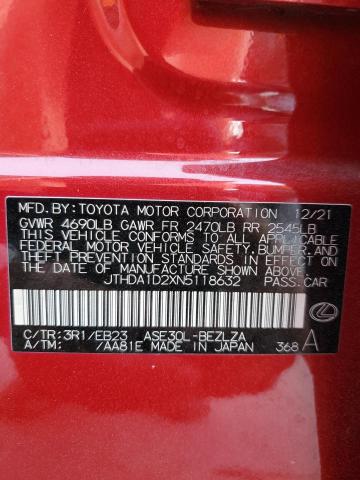 MFD.BY:TOYOTA MOTOR CORPORATION 12/21
GVWR 4690LB GAWR FR 2470LB RR 2545LB
THIS VEHICLE CONFORMS TO ALL APPLICABLE
FEDERAL MOTOR VEHICLE SAFETY, BUMPER, AND
THEFT PREVENTION STANDARDS IN EFFECT ON
THE DATE OF MANUFACTURE SHOWN ABOVE.
JTHDA1D2XN5118632 PASS.CAR
C/TR:3R1/EB23 ASE30L-BEZLZA
A/TM: /AA81E MADE IN JAPAN 368 A